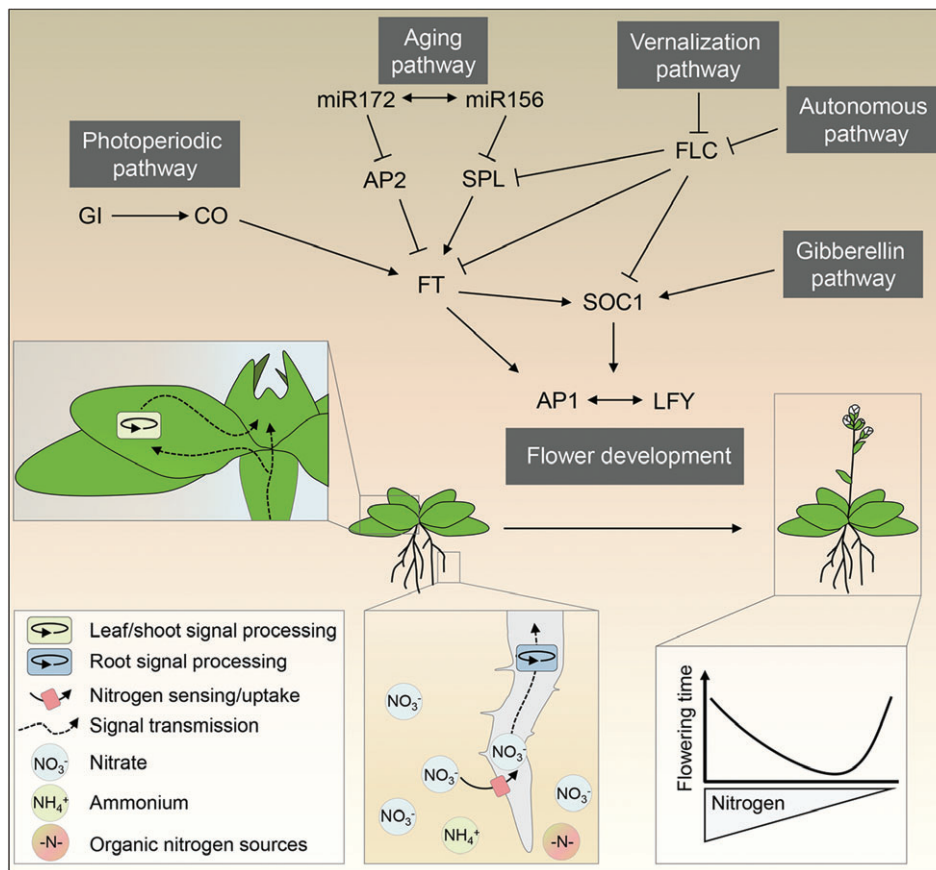 Aging
pathway
Vernalization
pathway
miR172
miR156
Autonomous
pathway
Photoperiodic
pathway
FLC
AP2
SPL
GI
CO
Gibberellin
pathway
FT
SOC1
AP1
LFY
Flower development
Leaf/shoot signal processing
Root signal processing
Nitrogen sensing/uptake
Signal transmission
NO₃⁻ Nitrate
NH₄⁺ Ammonium
-N- Organic nitrogen sources
NO₃⁻
NO₃⁻
NO₃⁻
NO₃⁻
NO₃⁻
NH₄⁺
-N-
Flowering time
Nitrogen